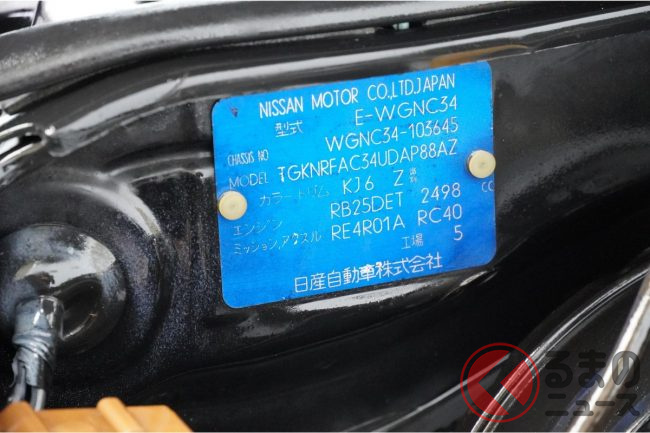 NISSAN MOTOR CO.,LTD.JAPAN
型式 E-WGNC34
CHASSIS NO WGNC34-103645
MODEL TGKNRFAC34UDAP88AZ
カラー トリム KJ6 Z
エンジン RB25DET 2498 CC
ミッション,アクスル RE4R01A RC40
工場 5
日産自動車株式会社
くるまのニュース